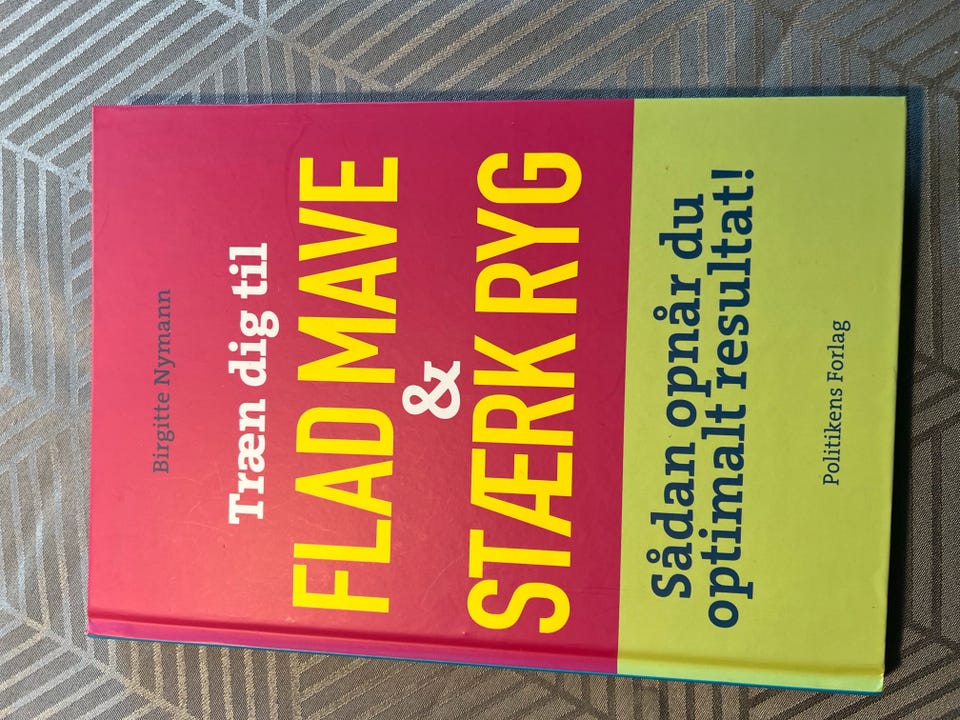 Birgitte Nymann
Træn dig til
FLAD MAVE
&
STÆRK RYG
Sådan opnår du
optimalt resultat!
Politikens Forlag